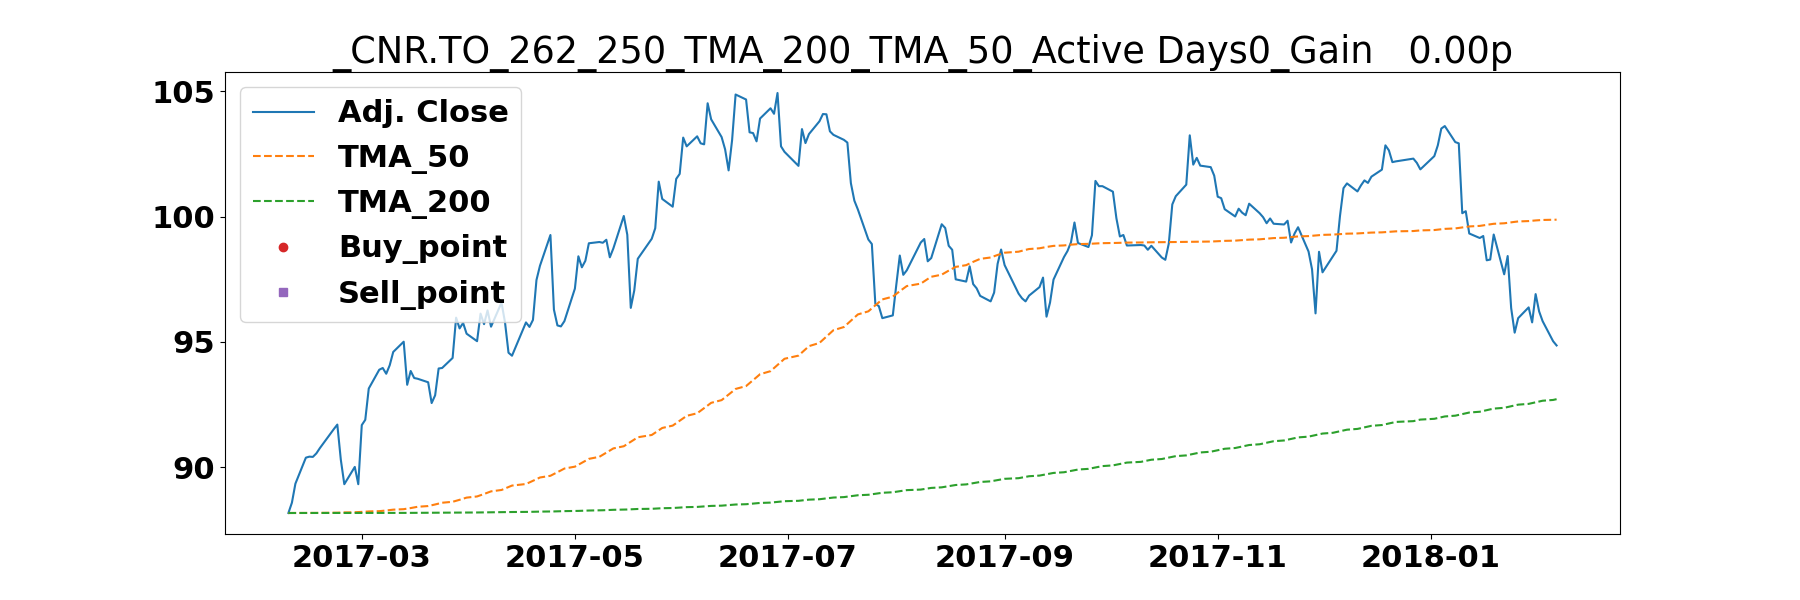 _CNR.TO_262_250_TMA_200_TMA_50_Active Days0_Gain   0.00p
105
100
95
90
Adj. Close
TMA_50
TMA_200
Buy_point
Sell_point
2017-03
2017-05
2017-07
2017-09
2017-11
2018-01